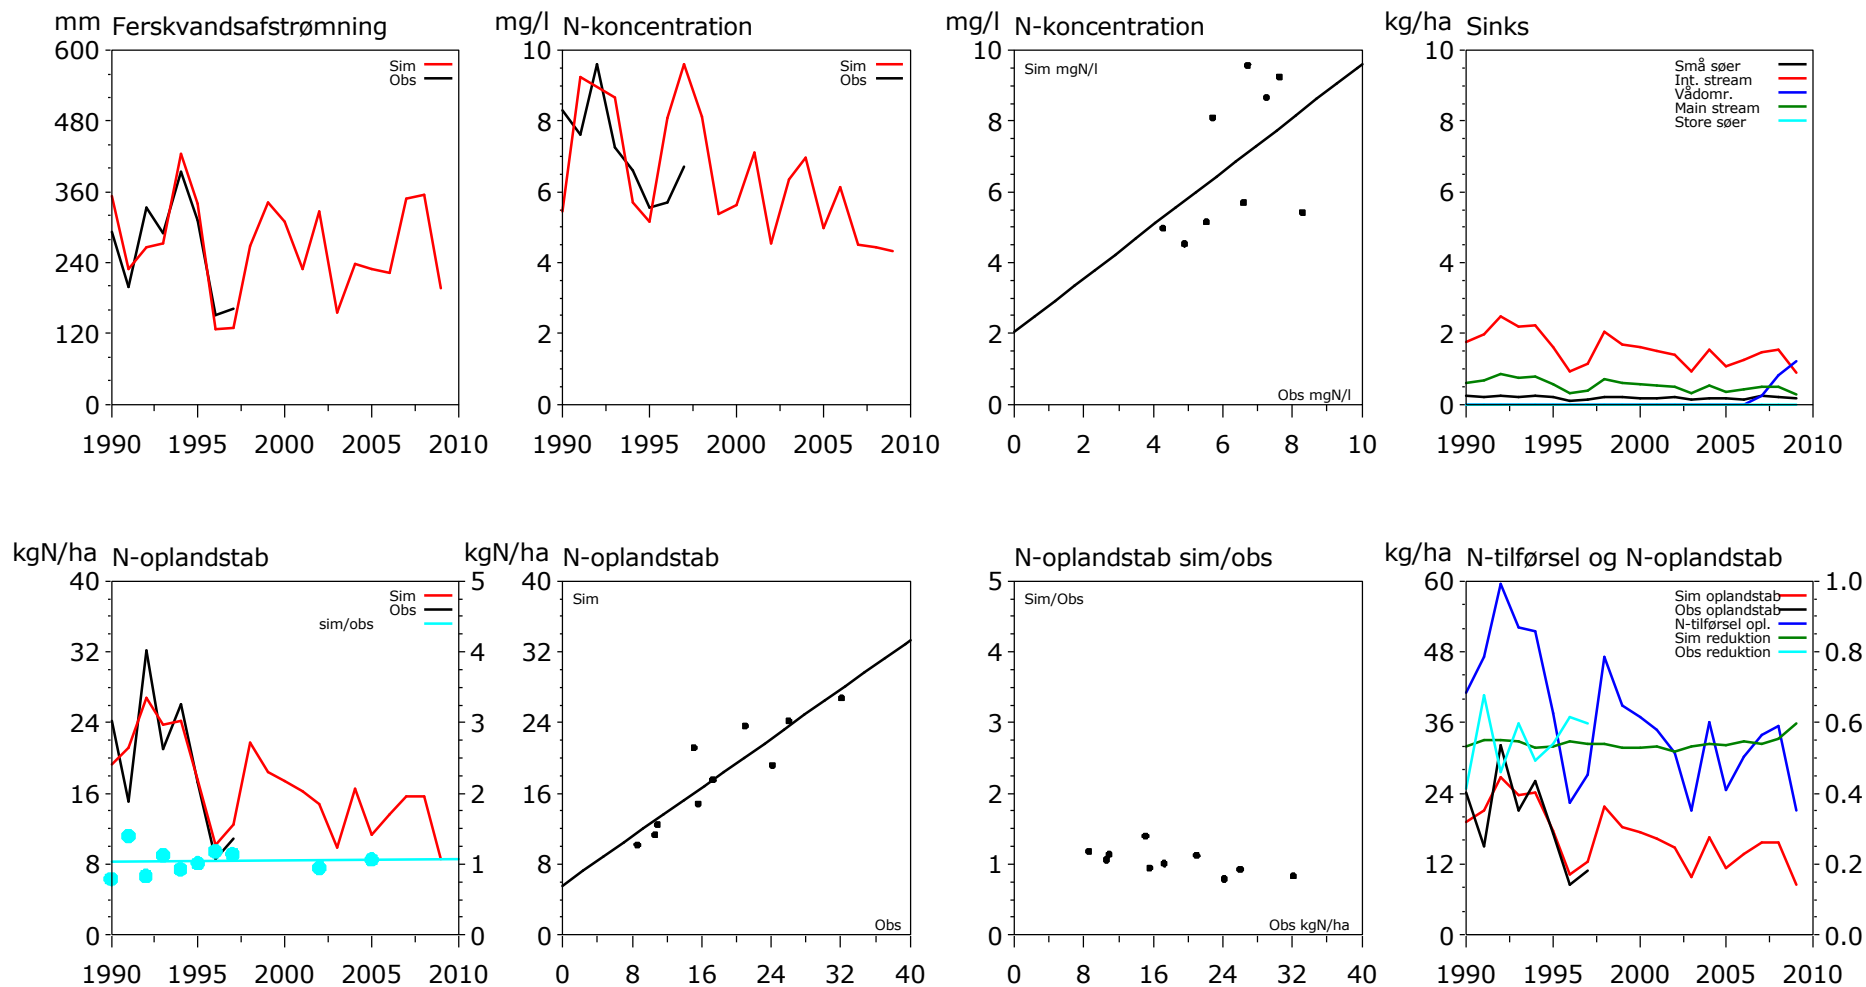 mm Ferskvandsafstrømning
600
480
360
240
120
0
Sim
Obs
1990 1995 2000 2005 2010
mg/l N-koncentration
10
8
6
4
2
0
Sim
Obs
1990 1995 2000 2005 2010
mg/l N-koncentration
10
8
6
4
2
0
Sim mgN/l
Obs mgN/l
0 4 6 8 10
kg/ha Sinks
10
8
6
4
2
0
Små søer
Int. stream
Vådomr.
Main stream
Store søer
1990 1995 2000 2005 2010
kgN/ha N-oplandstab
40
32
24
16
8
0
Sim
Obs
sim/obs
5
4
3
2
1
0
1990 1995 2000 2005 2010
kgN/ha N-oplandstab
40
32
24
16
8
0
Sim
Obs
0 8 16 24 32 40
N-oplandstab sim/obs
5
4
3
2
1
0
Sim/Obs
Obs kgN/ha
0 8 16 24 32 40
kg/ha N-tilførsel og N-oplandstab
60
48
36
24
12
0
Sim oplandstab
Obs oplandstab
N-tilførsel opl.
Sim reduktion
Obs reduktion
1.0
0.8
0.6
0.4
0.2
0.0
1990 1995 2000 2005 2010